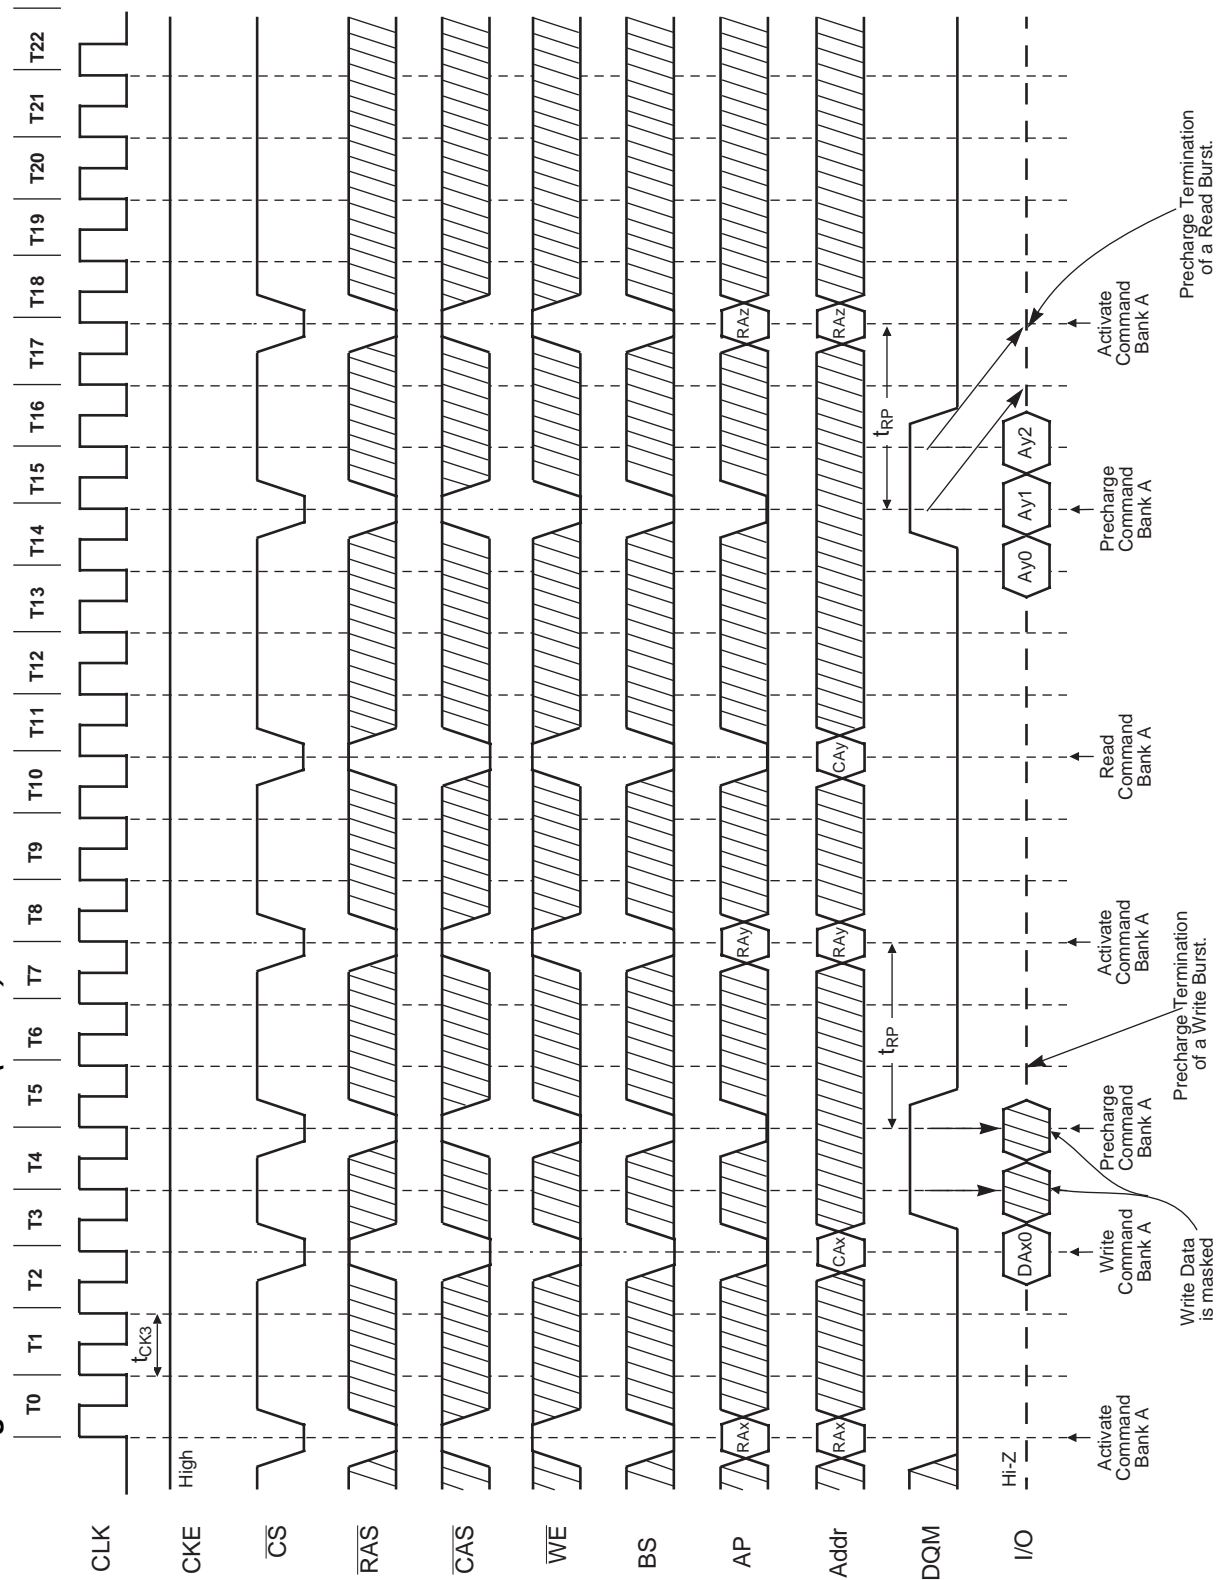 T0 T1 T2 T3 T4 T5 T6 T7 T8 T9 T10 T11 T12 T13 T14 T15 T16 T17 T18 T19 T20 T21 T22
CLK
tCK3
CKE
High
CS
RAS
CAS
WE
BS
AP
RAx
RAy
RAz
Addr
RAx
CAx
RAy
CAy
RAz
tRP
tRP
DQM
I/O
Hi-Z
DAx0
Ay0
Ay1
Ay2
Activate
Command
Bank A
Write
Command
Bank A
Precharge
Command
Bank A
Activate
Command
Bank A
Read
Command
Bank A
Precharge
Command
Bank A
Activate
Command
Bank A
Write Data
is masked
Precharge Termination
of a Write Burst.
Precharge Termination
of a Read Burst.